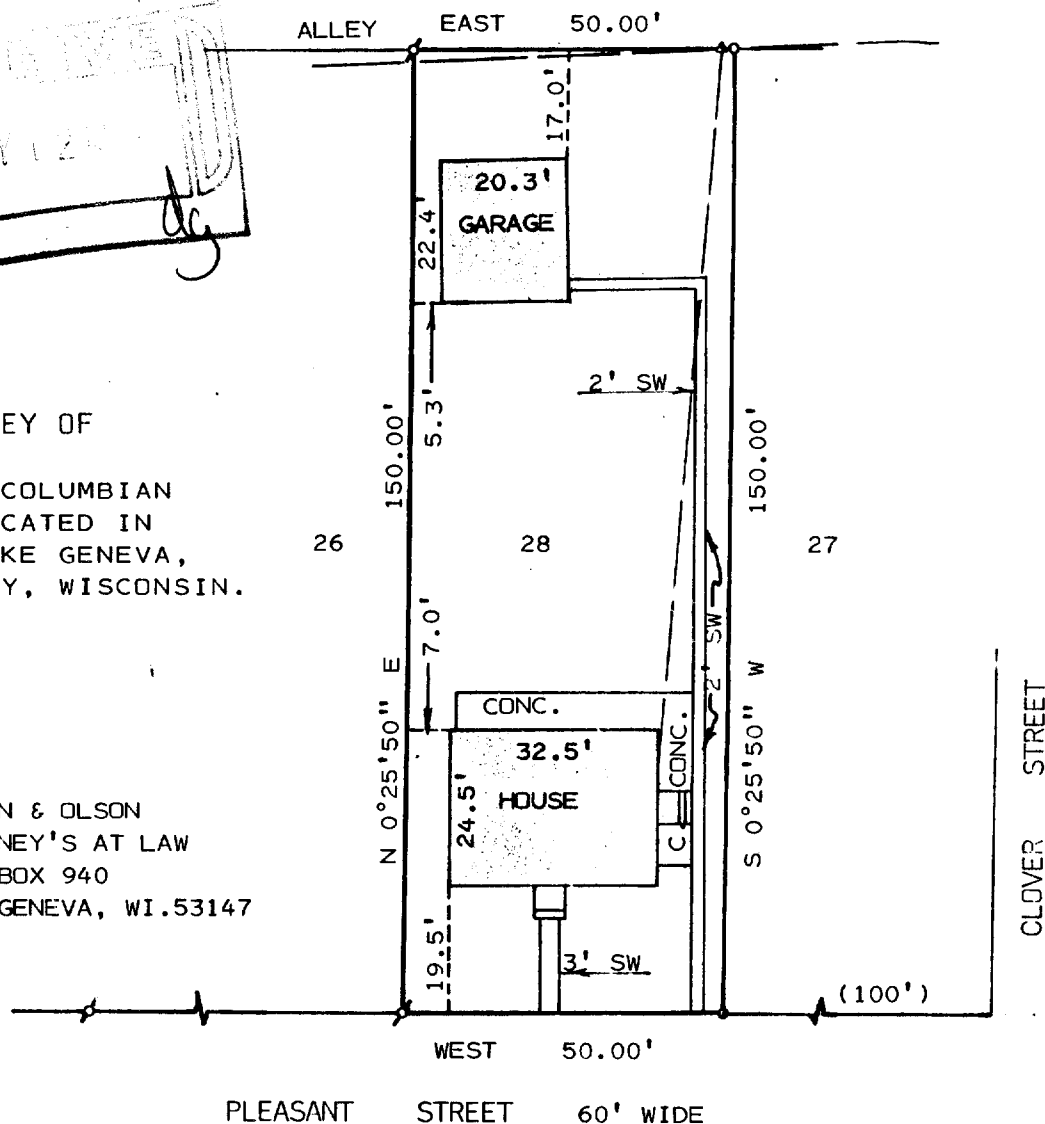 ALLEY EAST 50.00'
17.0'
20.3'
GARAGE
22.4'
dg
2' SW
5.3'
EY OF
150.00'
150.00'
COLUMBIAN
CATED IN
KE GENEVA,
Y, WISCONSIN.
26
28
27
7.0'
2' SW
N 0°25'50" E
S 0°25'50" W
CONC.
CONC.
32.5'
HOUSE
24.5'
C
N & OLSON
NEY'S AT LAW
BOX 940
GENEVA, WI.53147
CLOVER STREET
19.5'
3' SW
(100')
WEST 50.00'
PLEASANT STREET 60' WIDE